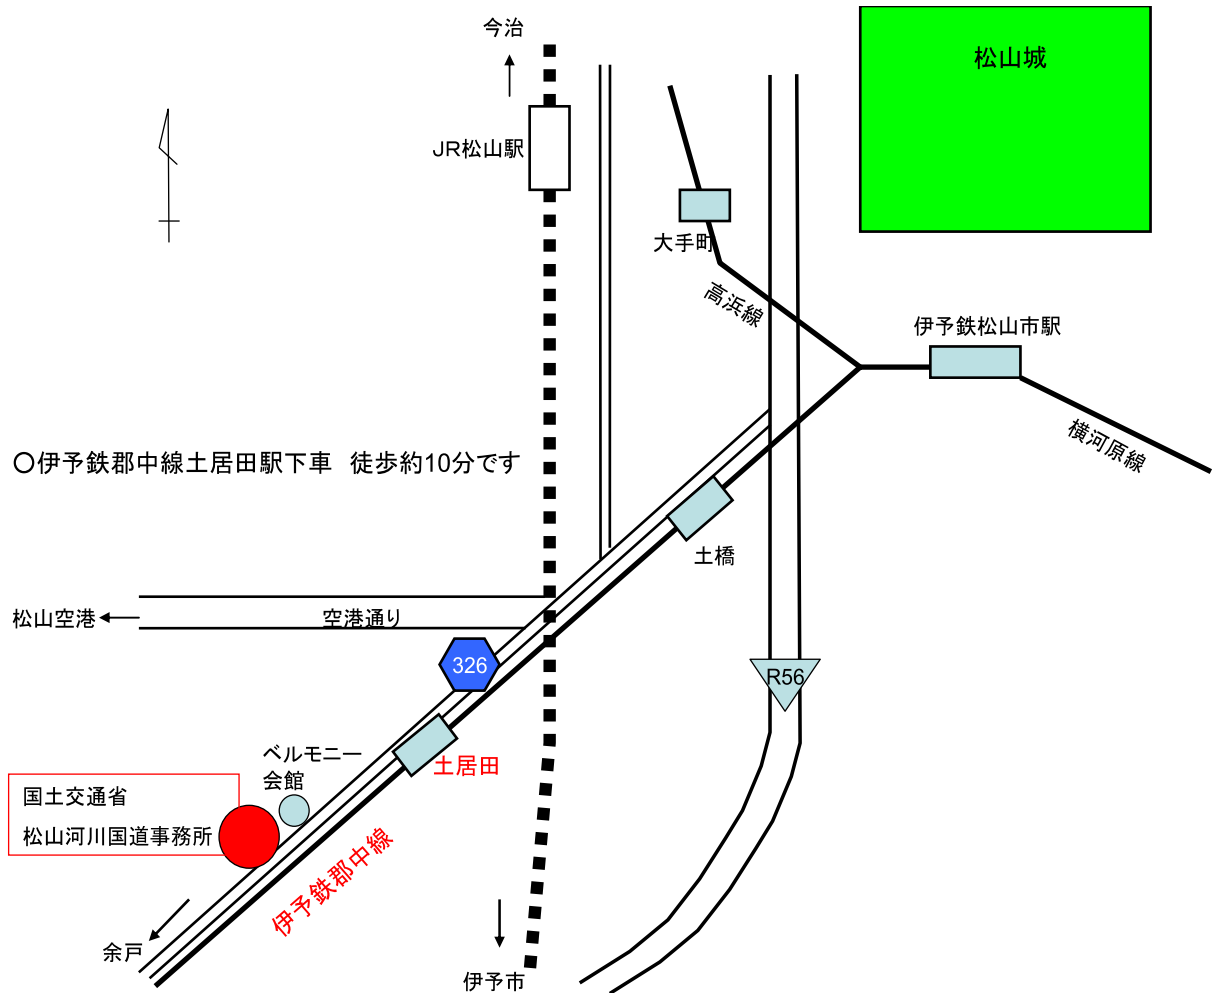 今治
松山城
JR松山駅
大手町
高浜線
伊予鉄松山市駅
横河原線
○伊予鉄郡中線土居田駅下車　徒歩約10分です
土橋
松山空港
空港通り
326
R56
ベルモニー
会館
土居田
国土交通省
松山河川国道事務所
伊予鉄郡中線
余戸
伊予市